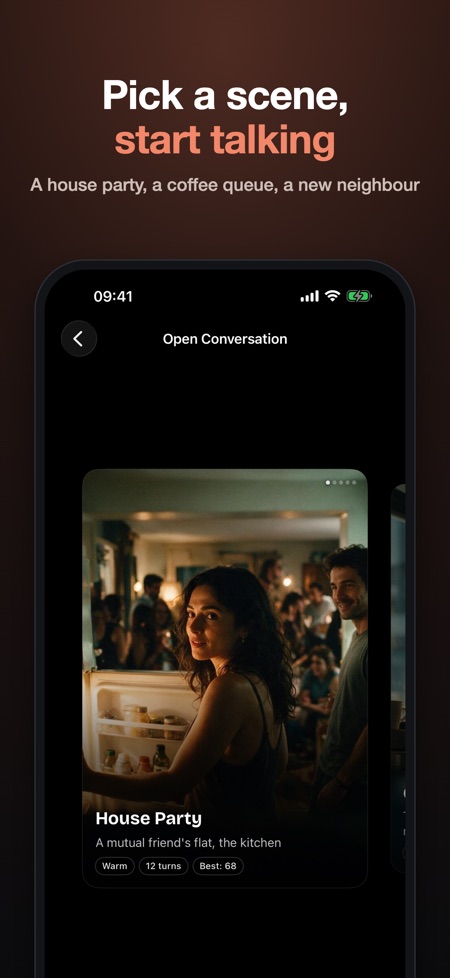 Pick a scene,
start talking
A house party, a coffee queue, a new neighbour
09:41
Open Conversation
House Party
A mutual friend's flat, the kitchen
Warm
12 turns
Best: 68